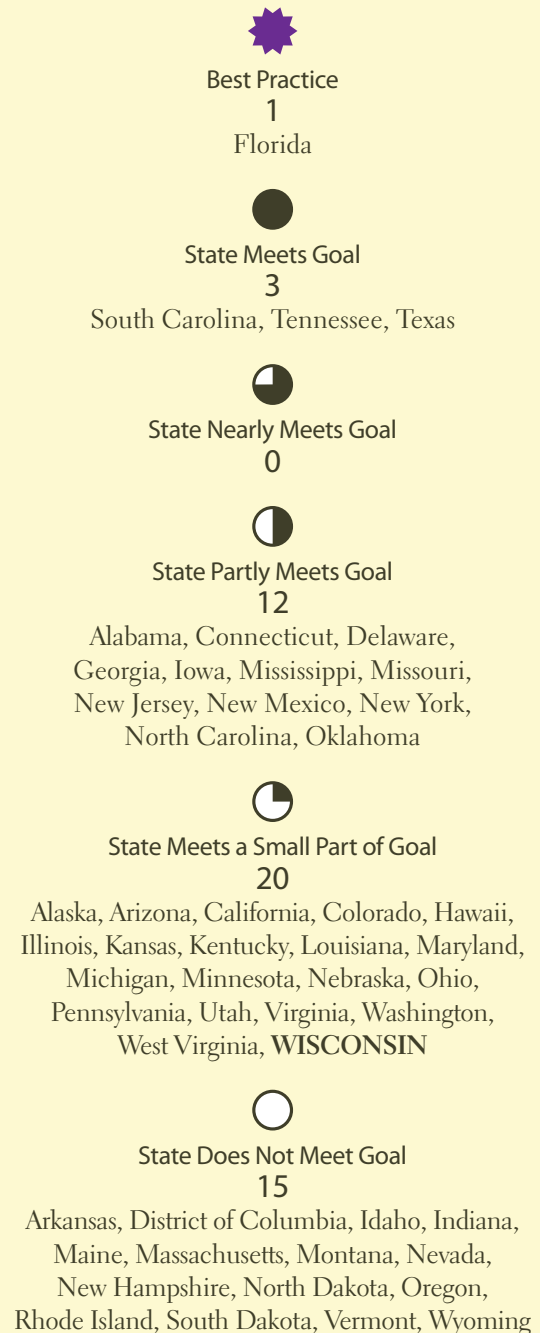 Best Practice
1
Florida
State Meets Goal
3
South Carolina, Tennessee, Texas
State Nearly Meets Goal
0
State Partly Meets Goal
12
Alabama, Connecticut, Delaware,
Georgia, Iowa, Mississippi, Missouri,
New Jersey, New Mexico, New York,
North Carolina, Oklahoma
State Meets a Small Part of Goal
20
Alaska, Arizona, California, Colorado, Hawaii,
Illinois, Kansas, Kentucky, Louisiana, Maryland,
Michigan, Minnesota, Nebraska, Ohio,
Pennsylvania, Utah, Virginia, Washington,
West Virginia, WISCONSIN
State Does Not Meet Goal
15
Arkansas, District of Columbia, Idaho, Indiana,
Maine, Massachusetts, Montana, Nevada,
New Hampshire, North Dakota, Oregon,
Rhode Island, South Dakota, Vermont, Wyoming